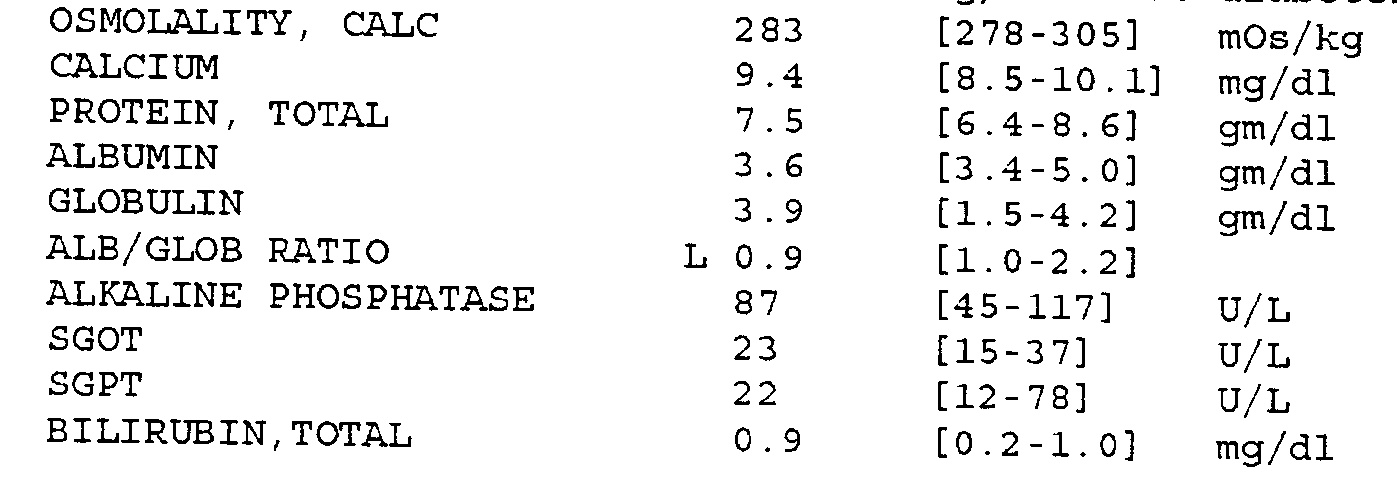 OSMOLALITY, CALC 283 [278-305] mOs/kg
CALCIUM 9.4 [8.5-10.1] mg/dl
PROTEIN, TOTAL 7.5 [6.4-8.6] gm/dl
ALBUMIN 3.6 [3.4-5.0] gm/dl
GLOBULIN 3.9 [1.5-4.2] gm/dl
ALB/GLOB RATIO L 0.9 [1.0-2.2]
ALKALINE PHOSPHATASE 87 [45-117] U/L
SGOT 23 [15-37] U/L
SGPT 22 [12-78] U/L
BILIRUBIN,TOTAL 0.9 [0.2-1.0] mg/dl